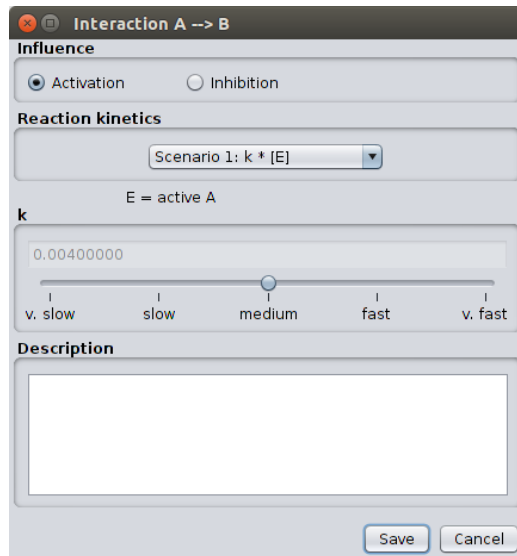 Interaction A --> B
Influence
Activation Inhibition
Reaction kinetics
Scenario 1: k * [E]
E = active A
k
0.00400000
v. slow slow medium fast v. fast
Description
Save Cancel